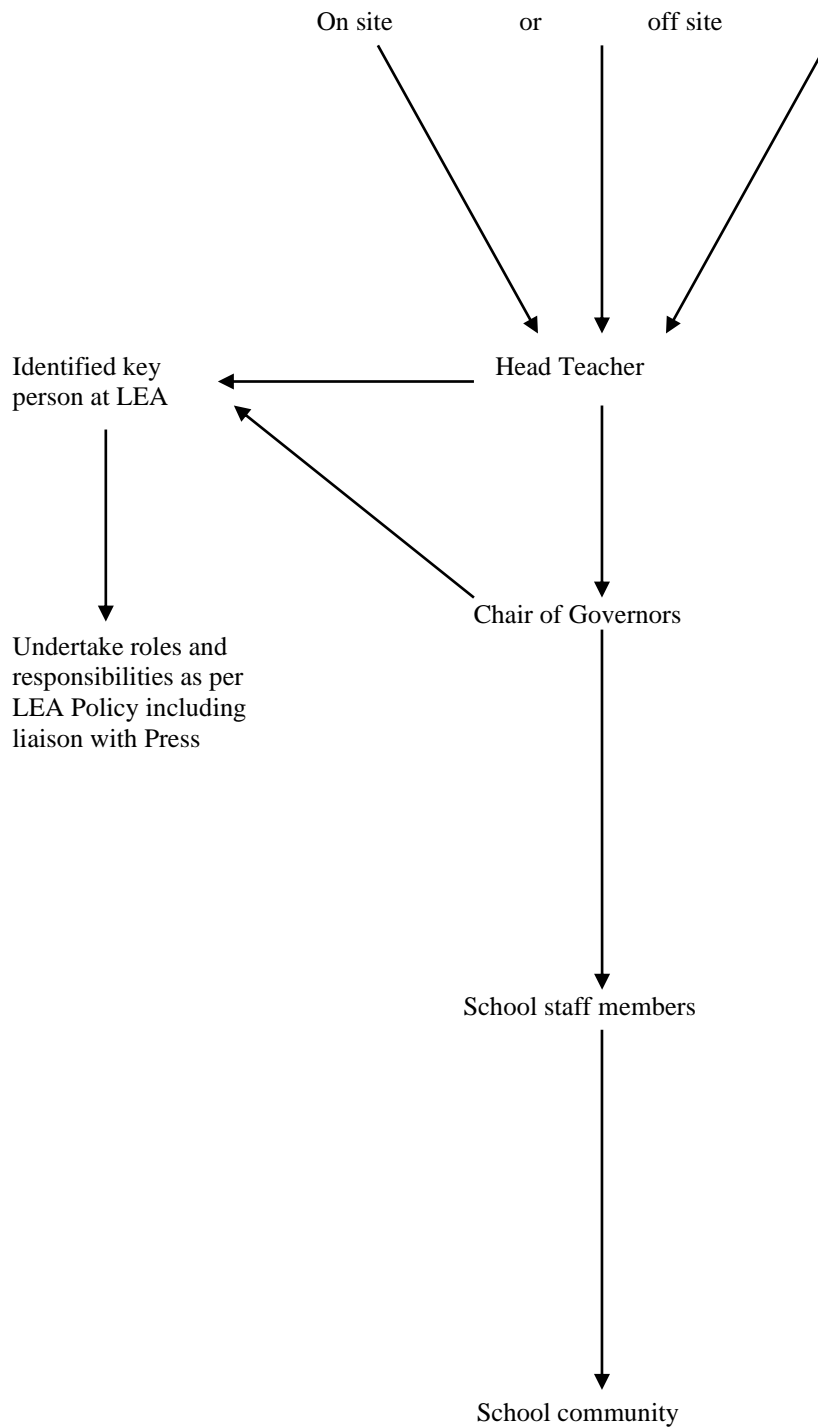 On site or off site
Identified key
person at LEA
Head Teacher
Chair of Governors
Undertake roles and
responsibilities as per
LEA Policy including
liaison with Press
School staff members
School community